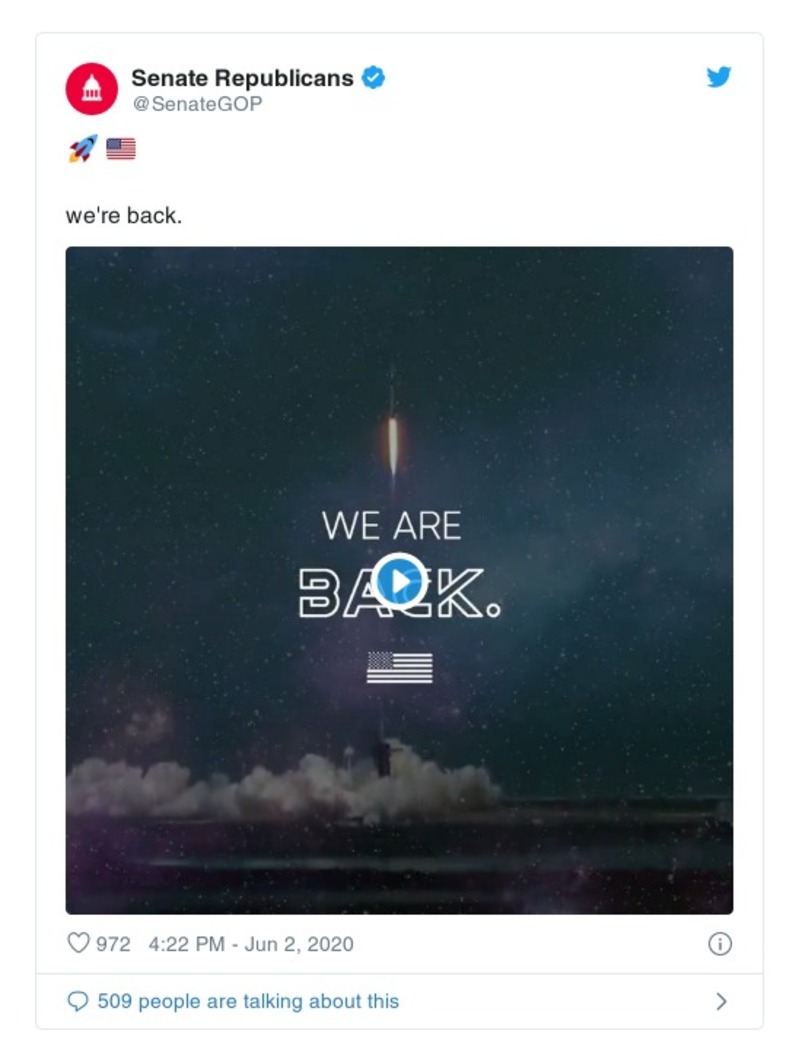 Senate Republicans
@SenateGOP
🚀 🇺🇸
we're back.
WE ARE
BACK.
972 4:22 PM - Jun 2, 2020
509 people are talking about this